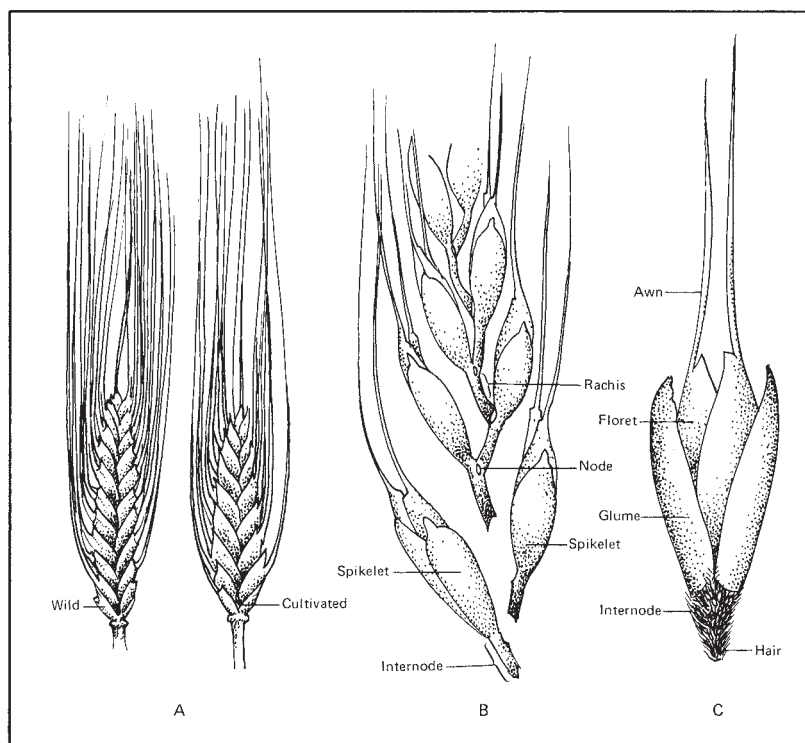 Wild
Cultivated
A
Rachis
Node
Spikelet
Spikelet
Internode
B
Awn
Floret
Glume
Internode
Hair
C